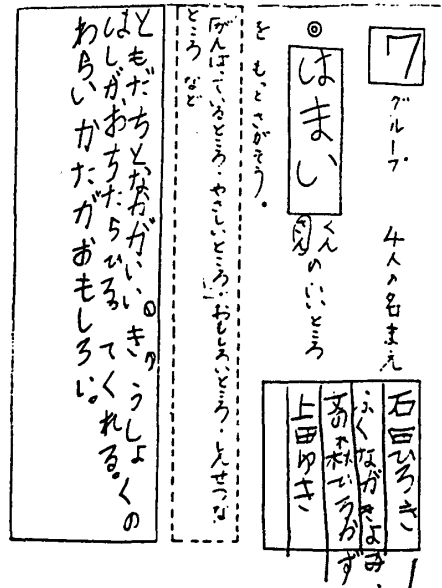 7 グループ
4人の名まえ
石田ひろき
ふくながきよみ
上田ゆき
◎ はまい くん さん のいいところ
を もっとさがそう。
「がんばっているところ・やさしいところ・おもしろいところ・しんせつな
ところ」など
ともだちとなかがいい。きゅうしょくの
はしがおちたらひろってくれる。
わらいかたがおもしろい。